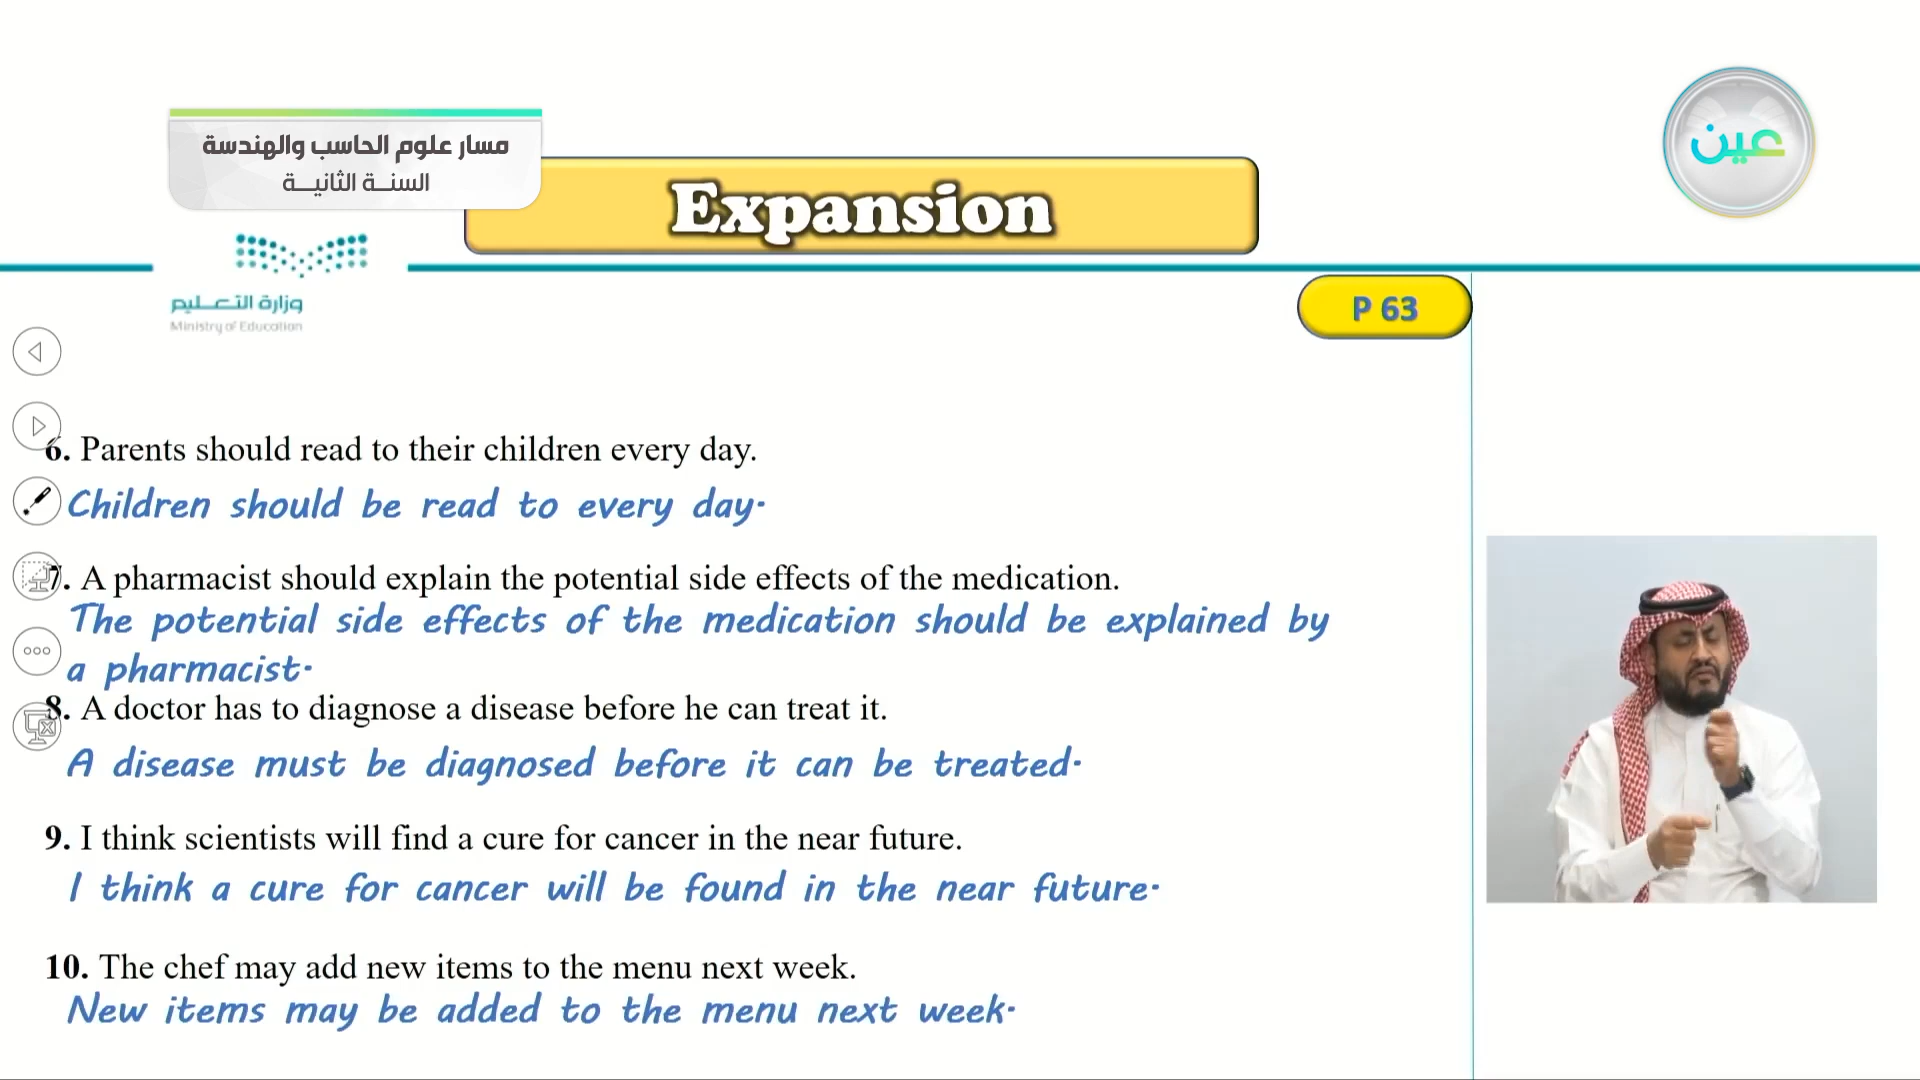 مسار علوم الحاسب والهندسة
السنة الثانية
عين
Expansion
وزارة التعليم
Ministry of Education
P 63
6. Parents should read to their children every day.
Children should be read to every day.
7. A pharmacist should explain the potential side effects of the medication.
The potential side effects of the medication should be explained by
a pharmacist.
8. A doctor has to diagnose a disease before he can treat it.
A disease must be diagnosed before it can be treated.
9. I think scientists will find a cure for cancer in the near future.
I think a cure for cancer will be found in the near future.
10. The chef may add new items to the menu next week.
New items may be added to the menu next week.